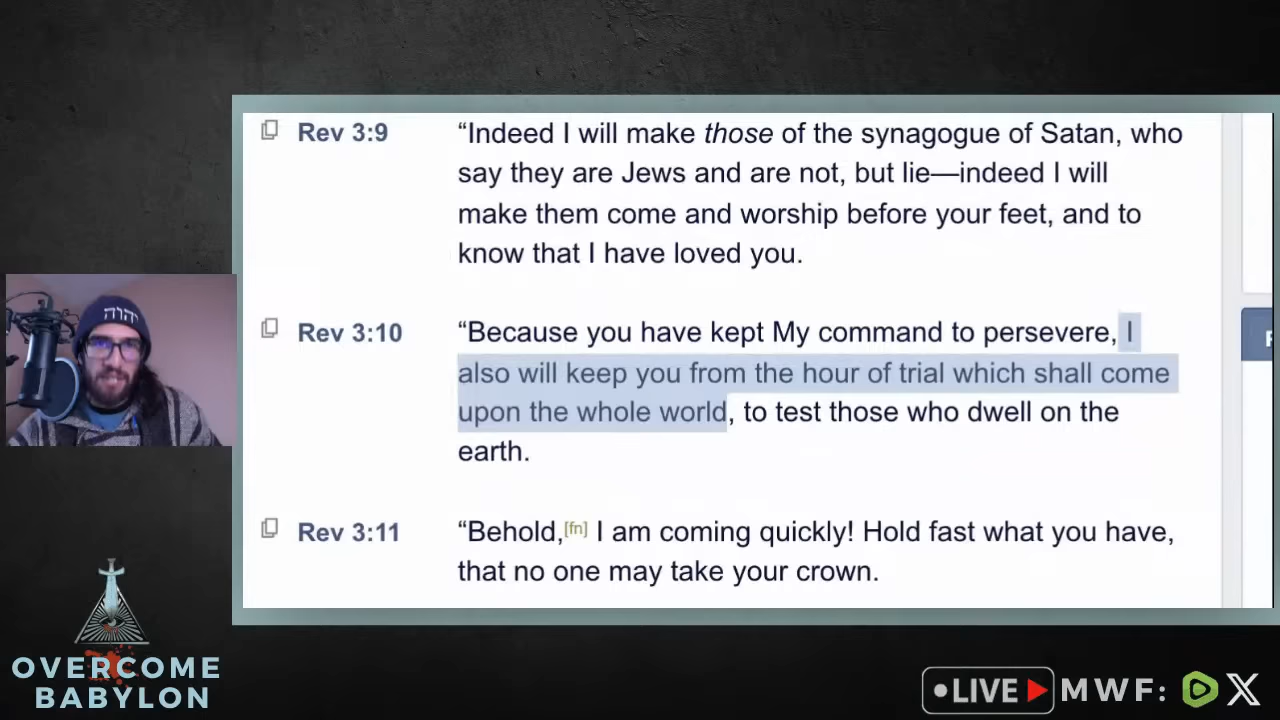 Rev 3:9
“Indeed I will make those of the synagogue of Satan, who
say they are Jews and are not, but lie—indeed I will
make them come and worship before your feet, and to
know that I have loved you.
Rev 3:10
“Because you have kept My command to persevere, I
also will keep you from the hour of trial which shall come
upon the whole world, to test those who dwell on the
earth.
Rev 3:11
“Behold,[fn] I am coming quickly! Hold fast what you have,
that no one may take your crown.
יהוה
OVERCOME
BABYLON
LIVE MWF: X